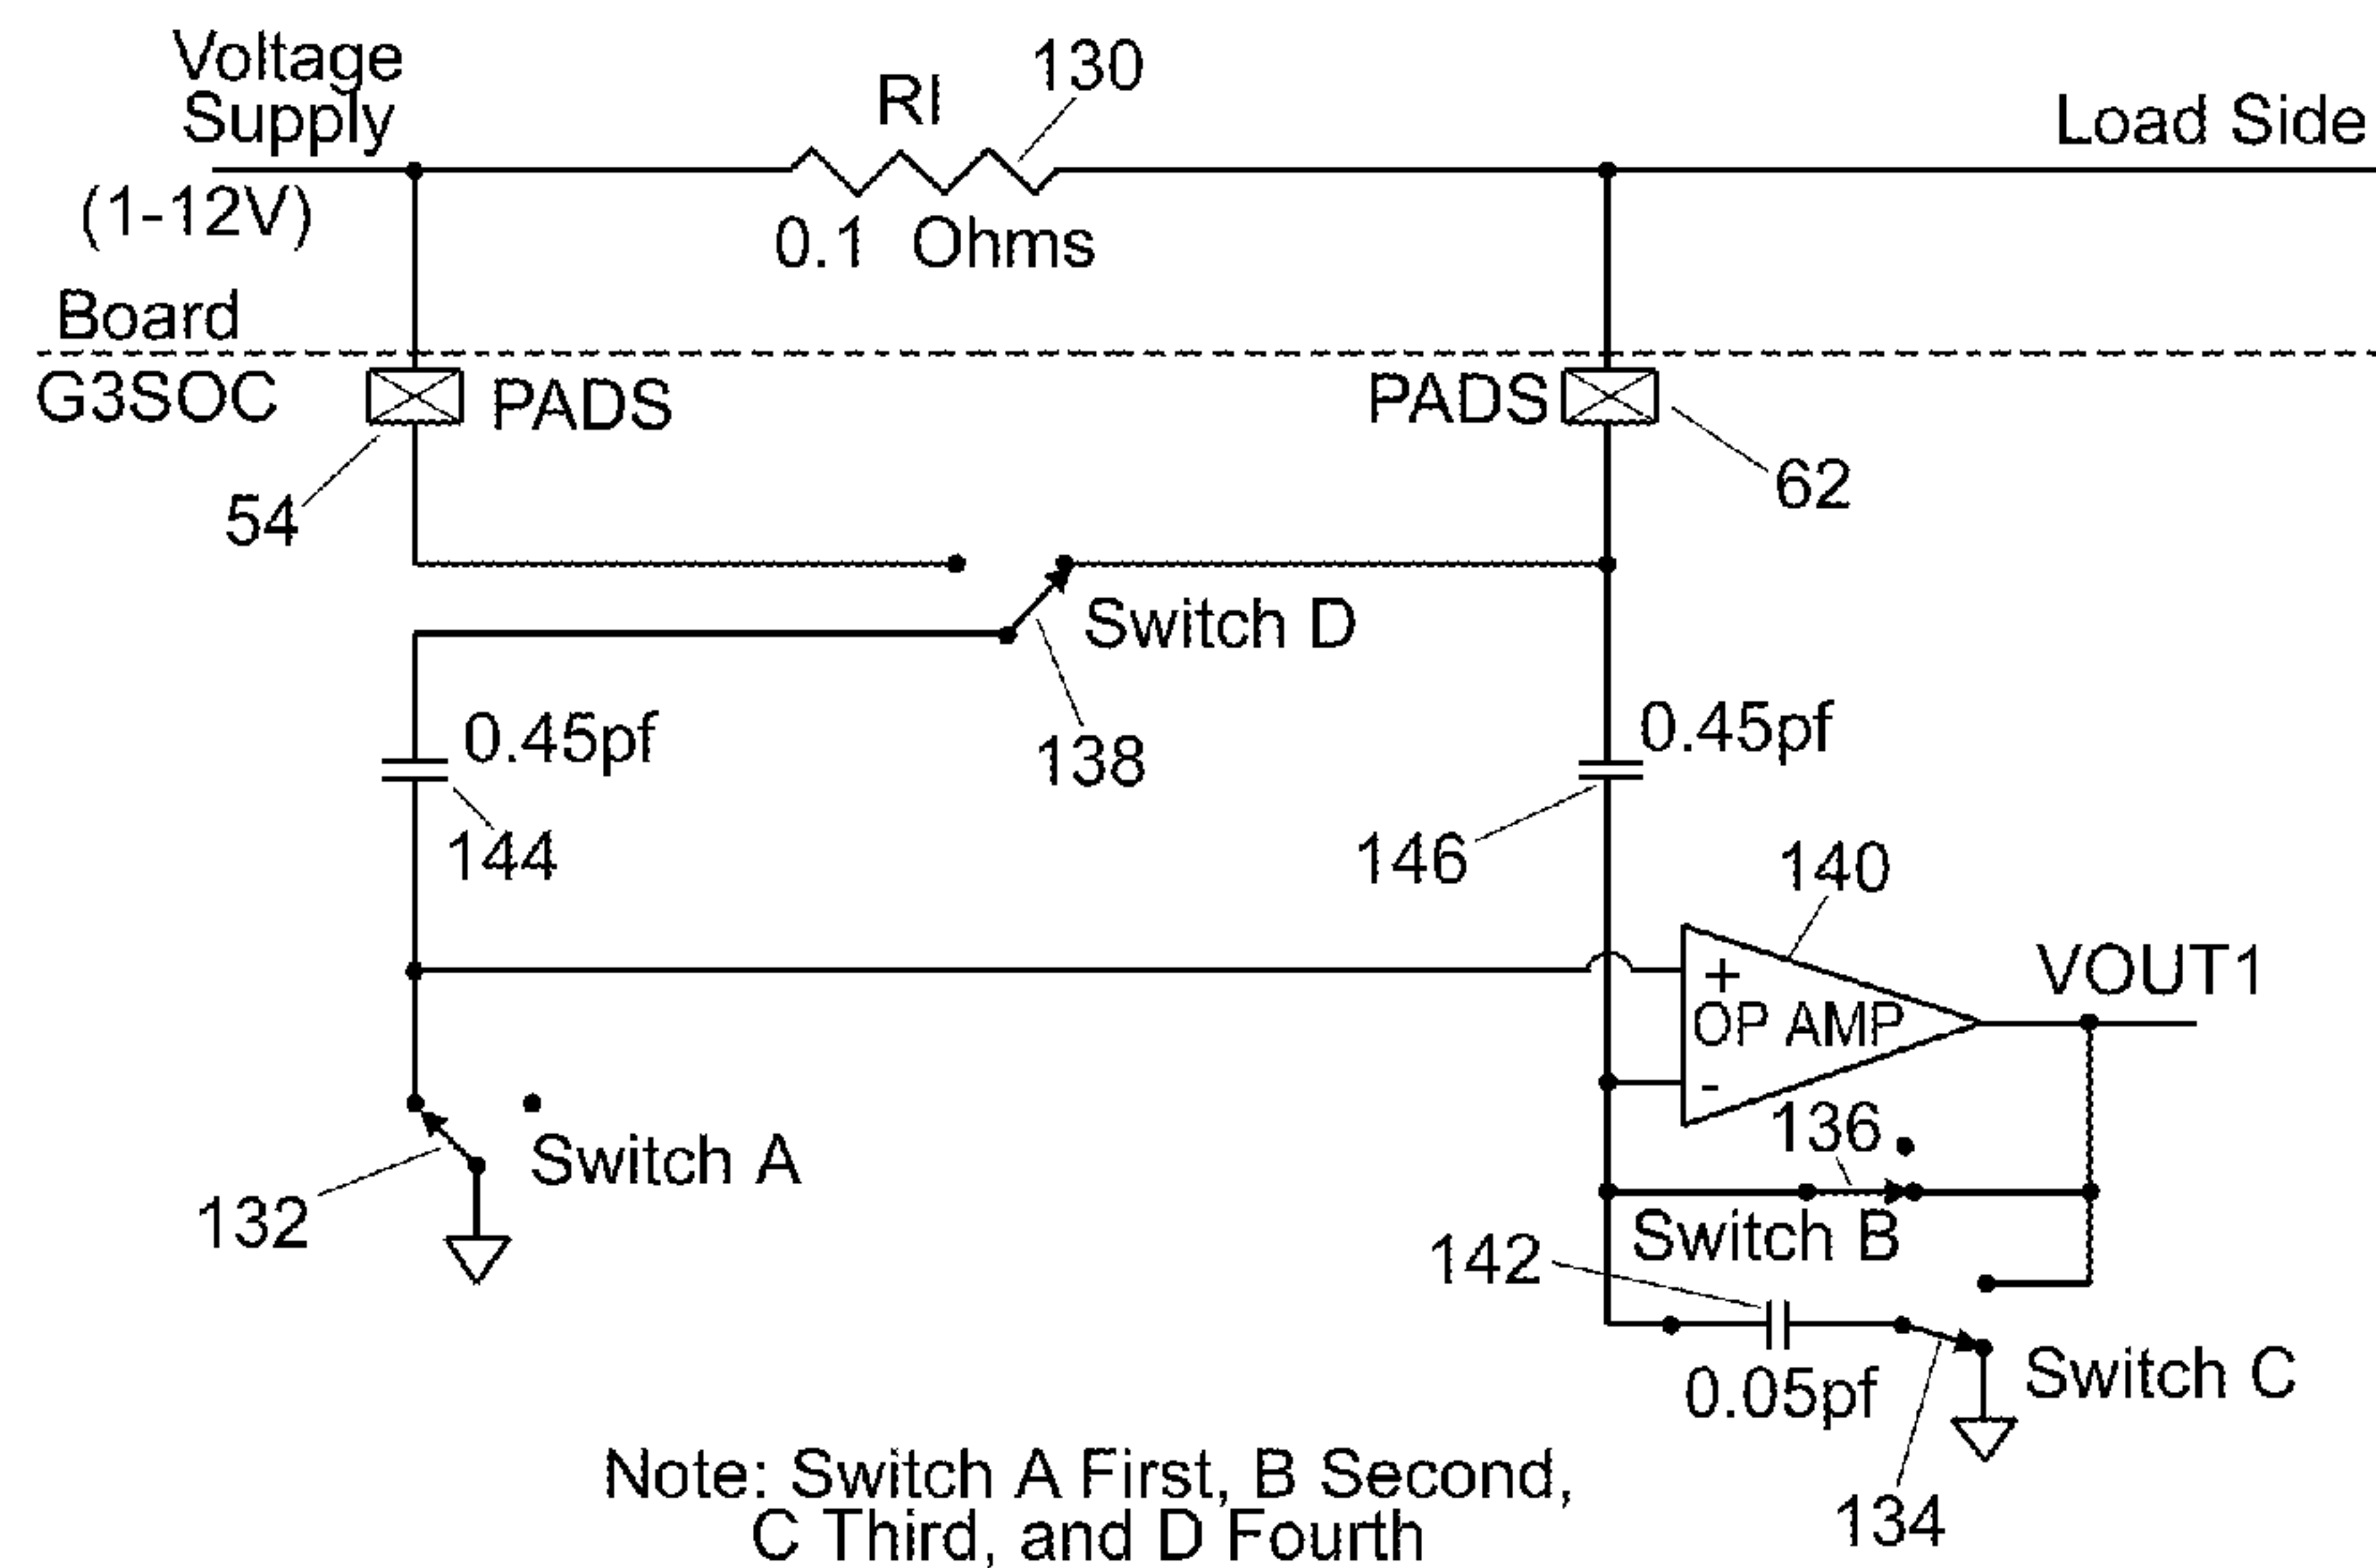 Voltage
Supply
(1-12V)
RI
130
0.1 Ohms
Load Side
Board
G3SOC
PADS
54
PADS
62
Switch D
138
0.45pf
144
0.45pf
146
140
+
OP AMP
-
VOUT1
Switch A
132
136
Switch B
142
0.05pf
Switch C
134
Note: Switch A First, B Second,
C Third, and D Fourth